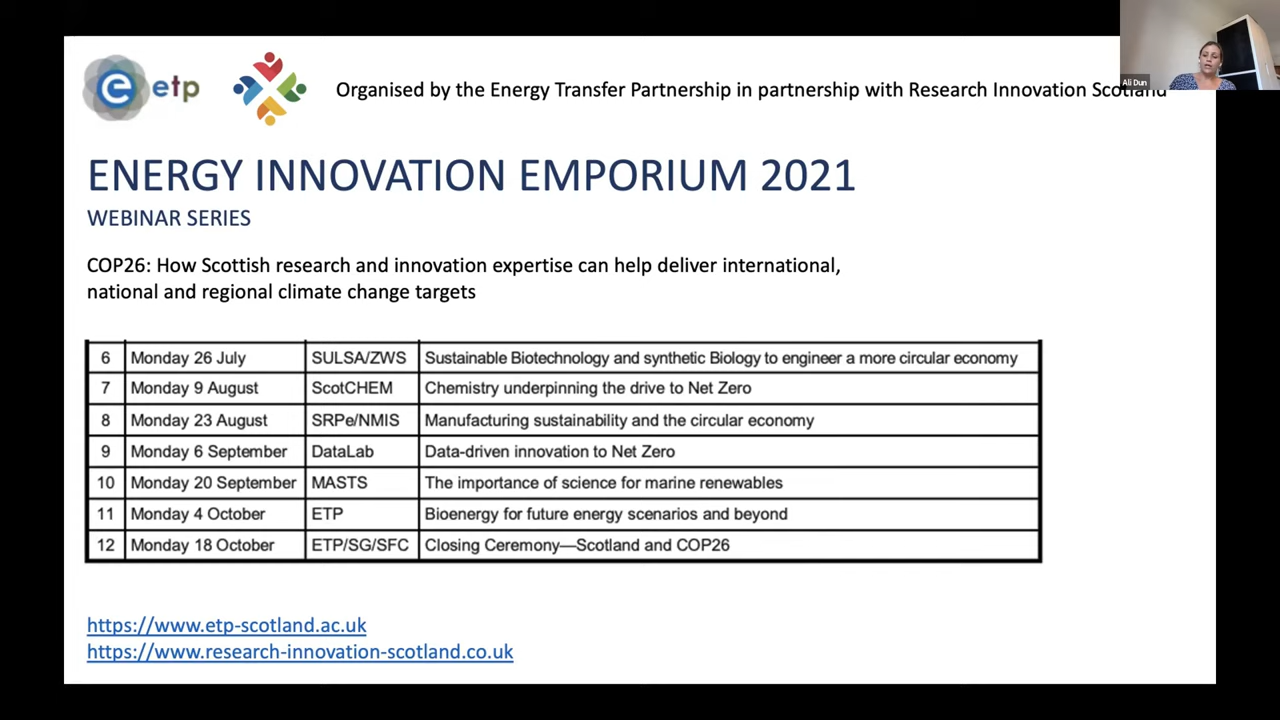 e etp
Organised by the Energy Transfer Partnership in partnership with Research Innovation Scotland
Ali Dun
ENERGY INNOVATION EMPORIUM 2021
WEBINAR SERIES
COP26: How Scottish research and innovation expertise can help deliver international,
national and regional climate change targets
6 Monday 26 July SULSA/ZWS Sustainable Biotechnology and synthetic Biology to engineer a more circular economy
7 Monday 9 August ScotCHEM Chemistry underpinning the drive to Net Zero
8 Monday 23 August SRPe/NMIS Manufacturing sustainability and the circular economy
9 Monday 6 September DataLab Data-driven innovation to Net Zero
10 Monday 20 September MASTS The importance of science for marine renewables
11 Monday 4 October ETP Bioenergy for future energy scenarios and beyond
12 Monday 18 October ETP/SG/SFC Closing Ceremony—Scotland and COP26
https://www.etp-scotland.ac.uk
https://www.research-innovation-scotland.co.uk